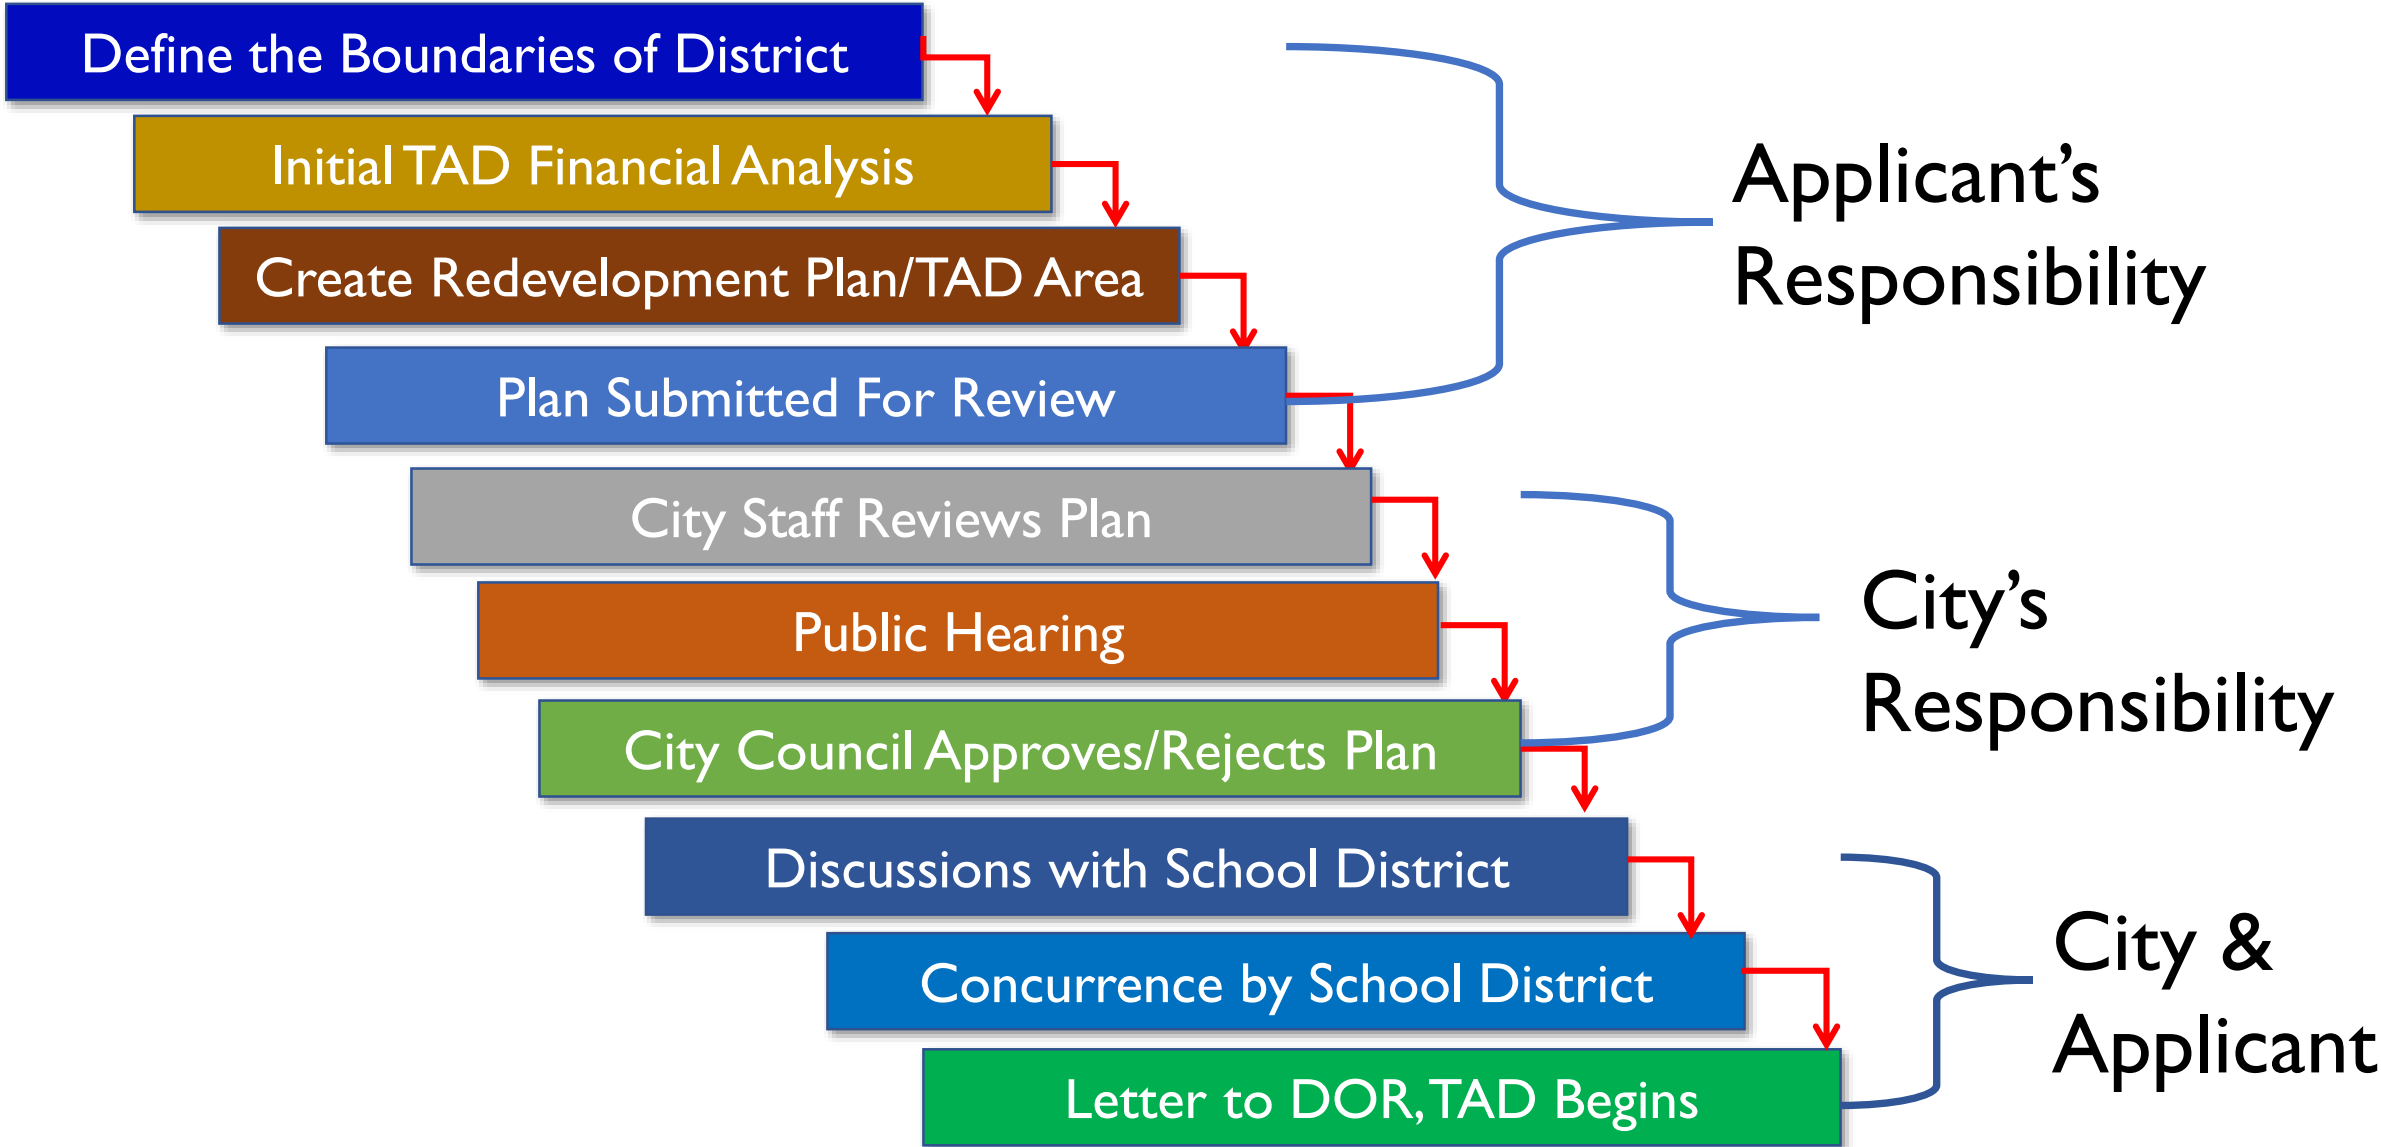 Define the Boundaries of District
Initial TAD Financial Analysis
Create Redevelopment Plan/TAD Area
Plan Submitted For Review
Applicant’s
Responsibility
City Staff Reviews Plan
Public Hearing
City Council Approves/Rejects Plan
City’s
Responsibility
Discussions with School District
Concurrence by School District
Letter to DOR, TAD Begins
City &
Applicant